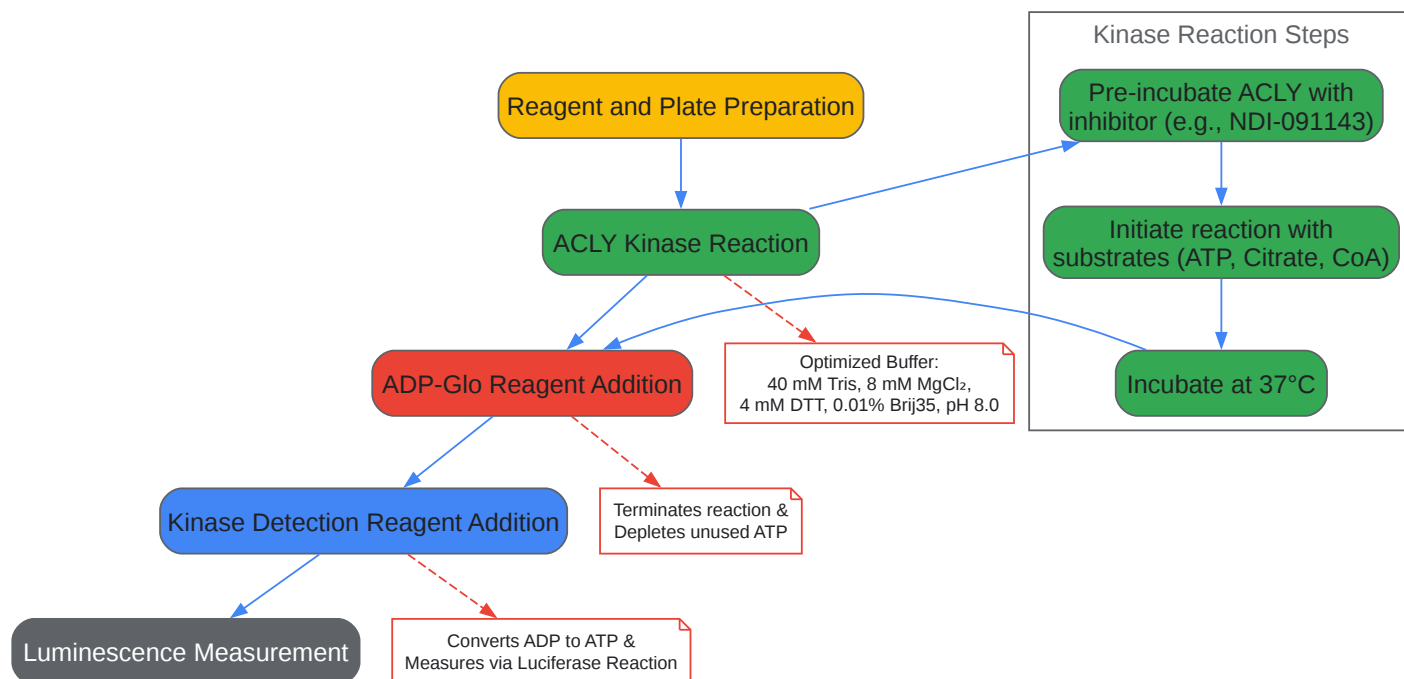 Kinase Reaction Steps
Reagent and Plate Preparation
Pre-incubate ACLY with
inhibitor (e.g., NDI-091143)
ACLY Kinase Reaction
Initiate reaction with
substrates (ATP, Citrate, CoA)
ADP-Glo Reagent Addition
Optimized Buffer:
40 mM Tris, 8 mM MgCl₂,
4 mM DTT, 0.01% Brij35, pH 8.0
Incubate at 37°C
Kinase Detection Reagent Addition
Terminates reaction &
Depletes unused ATP
Luminescence Measurement
Converts ADP to ATP &
Measures via Luciferase Reaction